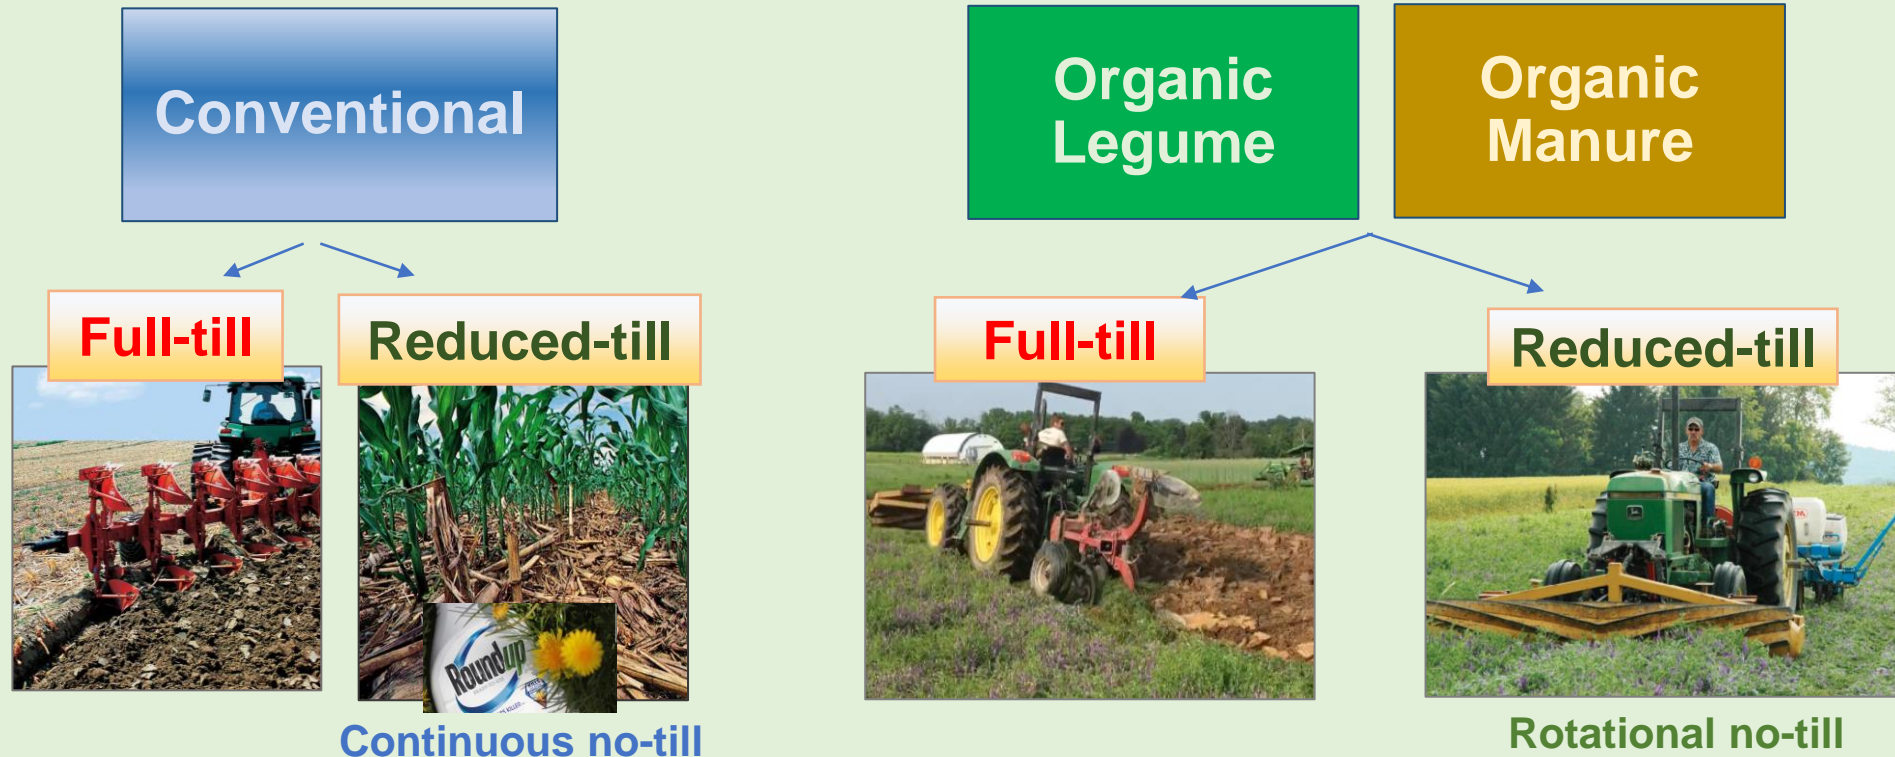 Conventional
Organic
Legume
Organic
Manure
Full-till
Reduced-till
Full-till
Reduced-till
Roundup
Continuous no-till
Rotational no-till